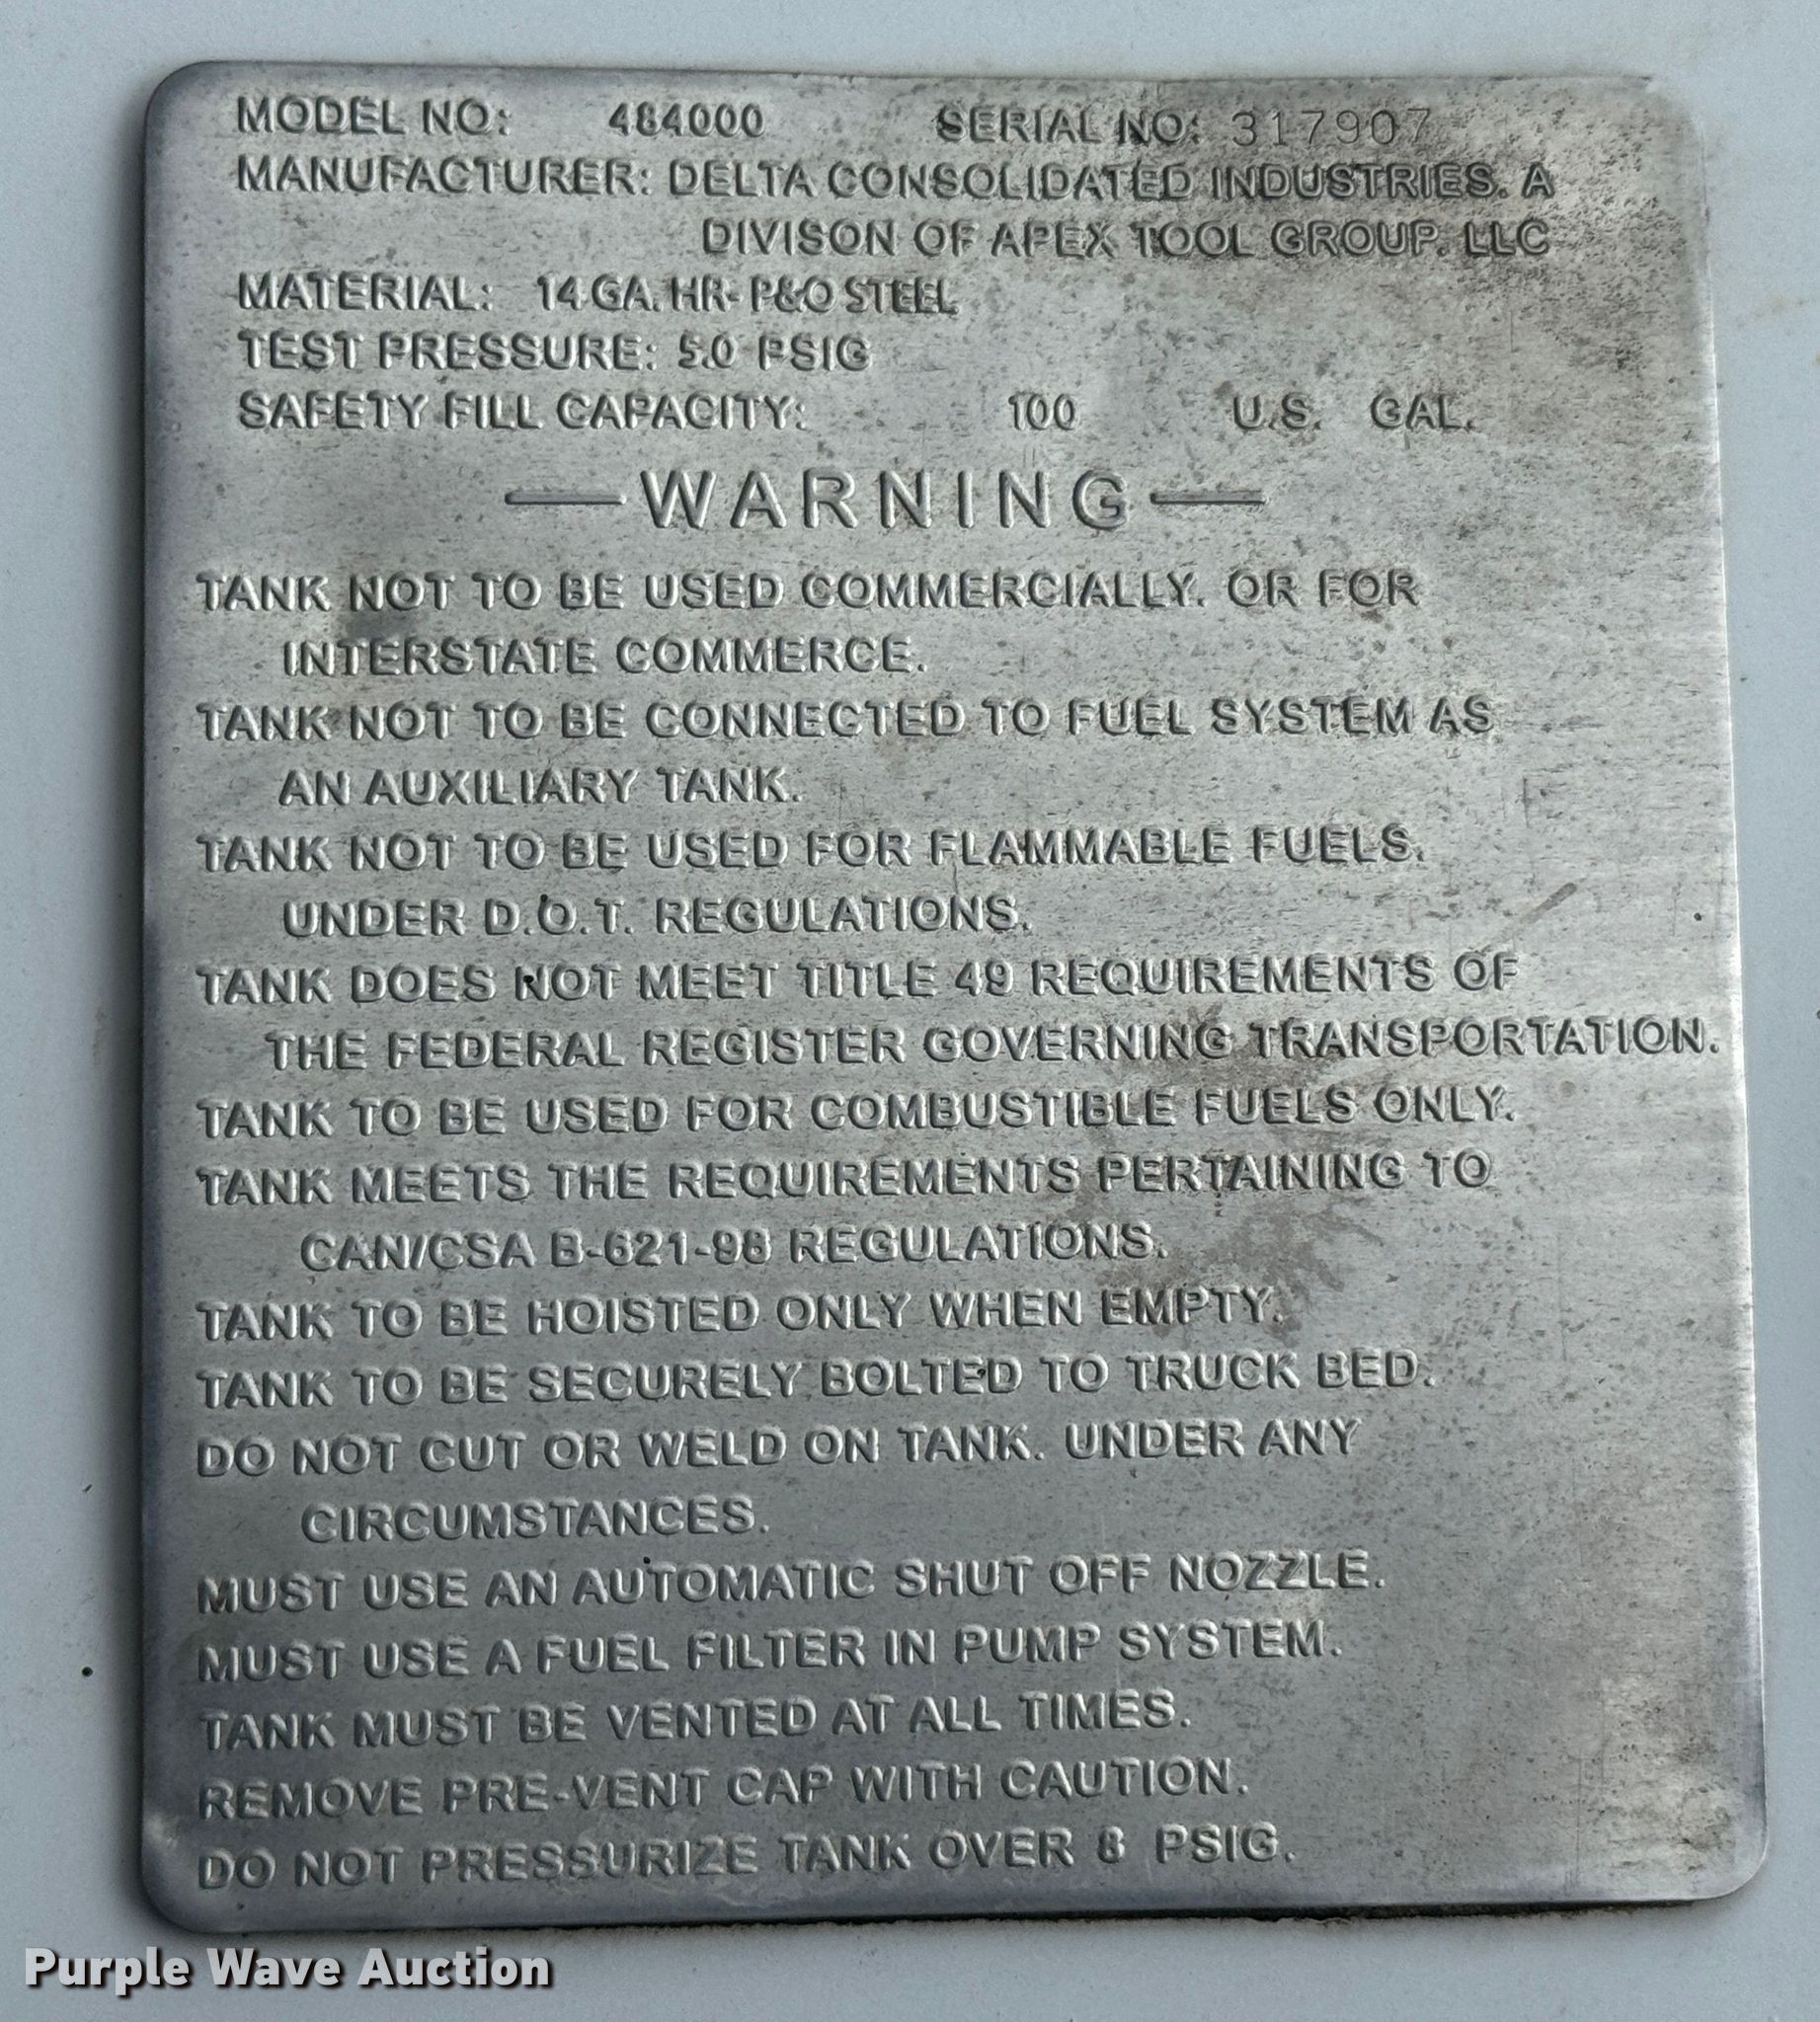 MODEL NO: 484000 SERIAL NO: 317907
MANUFACTURER: DELTA CONSOLIDATED INDUSTRIES. A
DIVISON OF APEX TOOL GROUP. LLC
MATERIAL: 14 GA. HR- P&O STEEL
TEST PRESSURE: 5.0 PSIG
SAFETY FILL CAPACITY: 100 U.S. GAL.
— WARNING —
TANK NOT TO BE USED COMMERCIALLY. OR FOR
INTERSTATE COMMERCE.
TANK NOT TO BE CONNECTED TO FUEL SYSTEM AS
AN AUXILIARY TANK.
TANK NOT TO BE USED FOR FLAMMABLE FUELS.
UNDER D.O.T. REGULATIONS.
TANK DOES NOT MEET TITLE 49 REQUIREMENTS OF
THE FEDERAL REGISTER GOVERNING TRANSPORTATION.
TANK TO BE USED FOR COMBUSTIBLE FUELS ONLY.
TANK MEETS THE REQUIREMENTS PERTAINING TO
CAN/CSA B-621-98 REGULATIONS.
TANK TO BE HOISTED ONLY WHEN EMPTY.
TANK TO BE SECURELY BOLTED TO TRUCK BED.
DO NOT CUT OR WELD ON TANK. UNDER ANY
CIRCUMSTANCES.
MUST USE AN AUTOMATIC SHUT OFF NOZZLE.
MUST USE A FUEL FILTER IN PUMP SYSTEM.
TANK MUST BE VENTED AT ALL TIMES.
REMOVE PRE-VENT CAP WITH CAUTION.
DO NOT PRESSURIZE TANK OVER 8 PSIG.
Purple Wave Auction